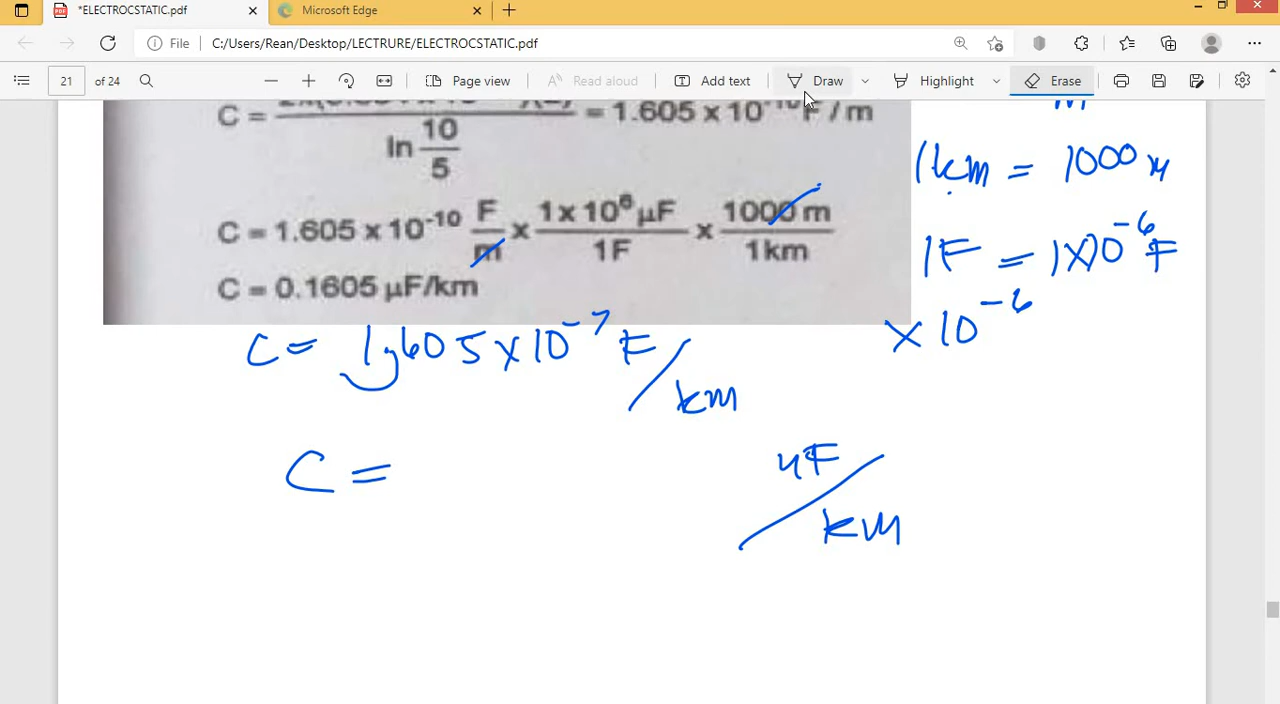 *ELECTROCSTATIC.pdf
Microsoft Edge
File C:/Users/Rean/Desktop/LECTRURE/ELECTROCSTATIC.pdf
21 of 24 Page view Read aloud Add text Draw Highlight Erase
C = = 1.605 x 10⁻¹⁰ F / m
ln 10/5
C = 1.605 x 10⁻¹⁰ F/m x 1 x 10⁶ μF/1F x 1000 m/1km
C = 0.1605 μF/km
m
1km = 1000 m
1F = 1x10⁻⁶ F
x 10⁻⁶
C = 1.605 x 10⁻⁷ F/km
C = μF/km